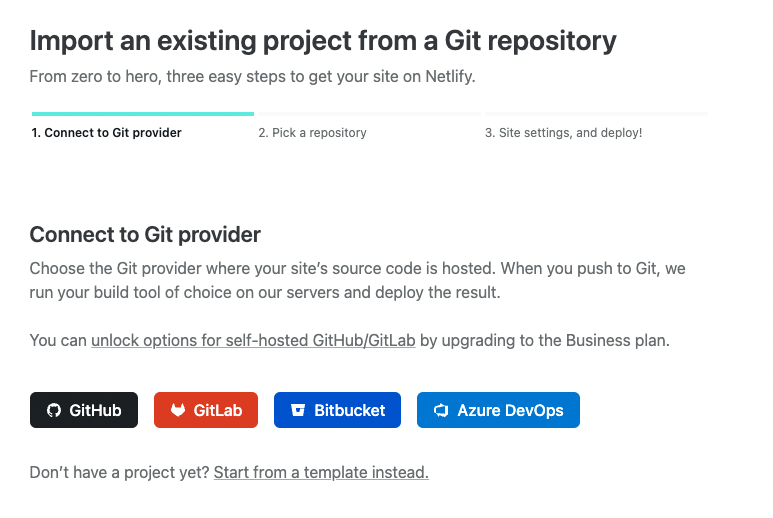 Import an existing project from a Git repository
From zero to hero, three easy steps to get your site on Netlify.
1. Connect to Git provider
2. Pick a repository
3. Site settings, and deploy!
Connect to Git provider
Choose the Git provider where your site’s source code is hosted. When you push to Git, we
run your build tool of choice on our servers and deploy the result.
You can unlock options for self-hosted GitHub/GitLab by upgrading to the Business plan.
GitHub
GitLab
Bitbucket
Azure DevOps
Don’t have a project yet? Start from a template instead.